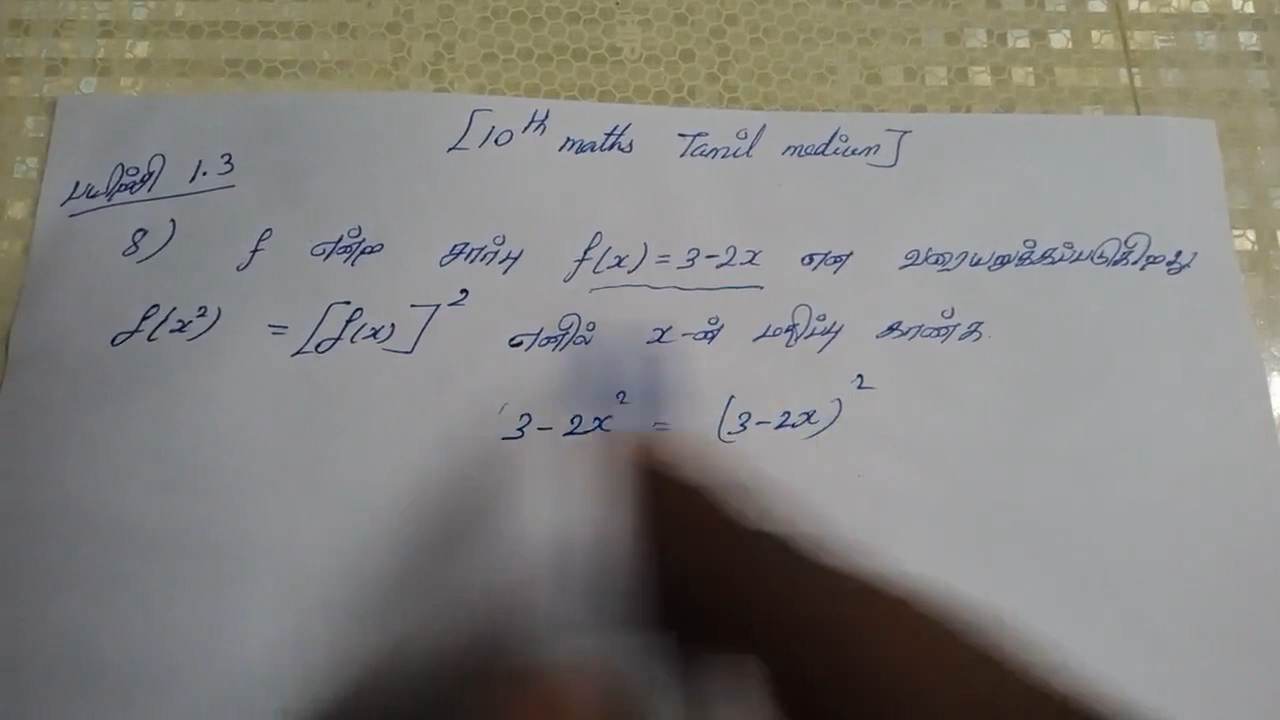 [10th maths Tamil medium]
பயிற்சி 1.3
8) f என்ற சார்பு f(x) = 3-2x என வரையறுக்கப்படுகிறது
f(x²) = [f(x)]² எனில் x-ன் மதிப்பு காண்க.
3-2x² = (3-2x)²